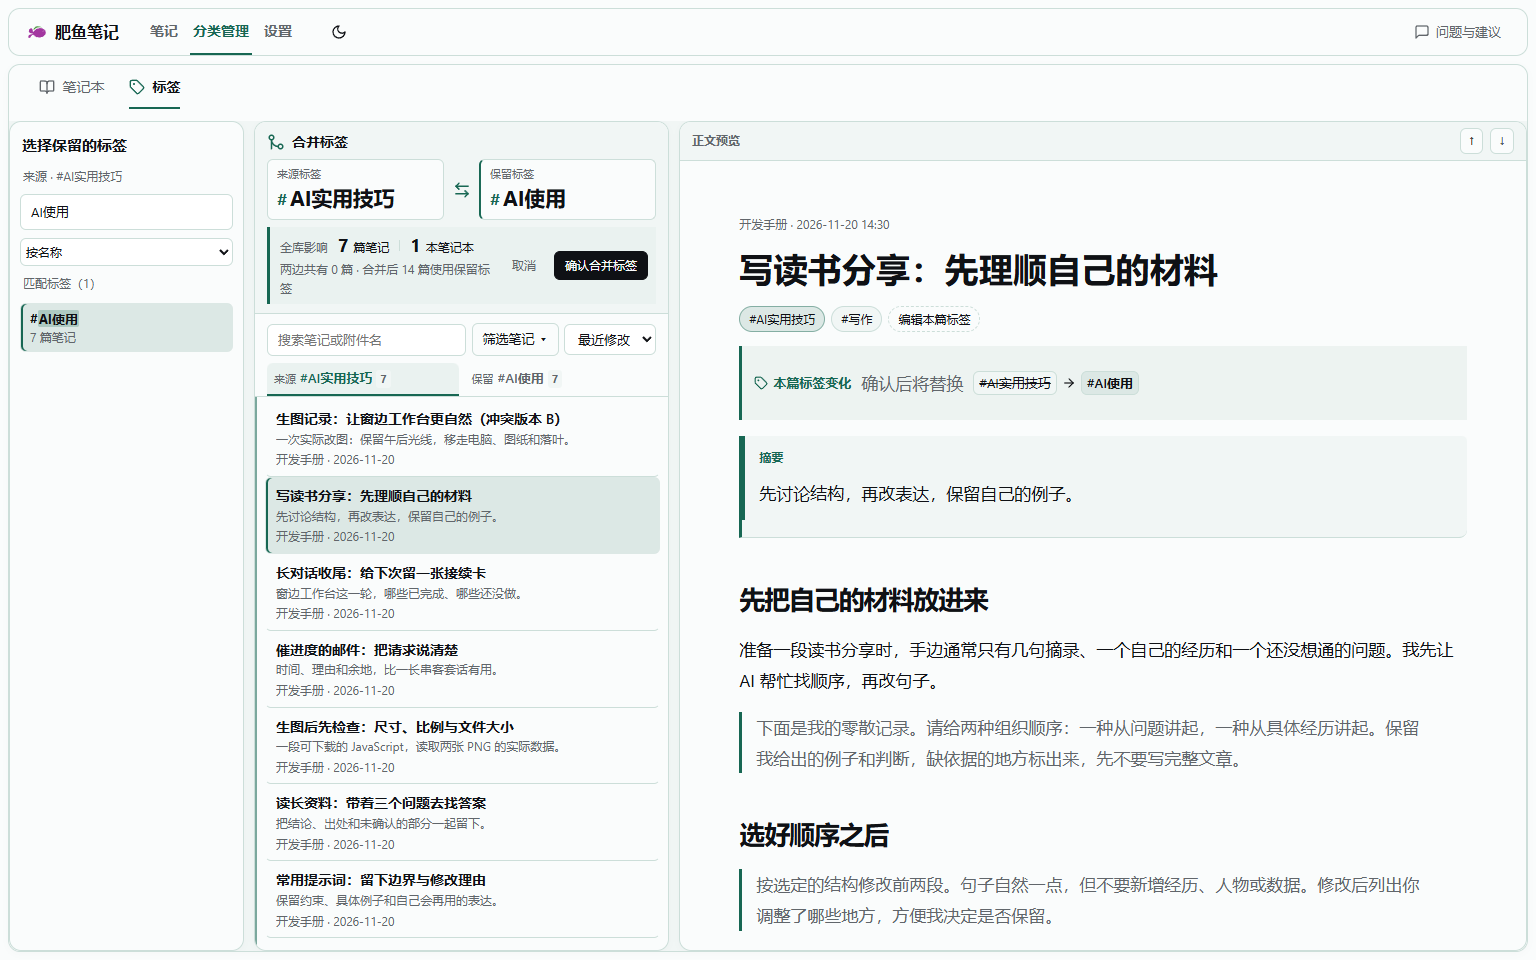 肥鱼笔记
笔记
分类管理
设置
问题与建议
笔记本
标签
选择保留的标签
来源 · #AI实用技巧
AI使用
按名称
匹配标签（1）
#AI使用
7 篇笔记
合并标签
来源标签
#AI实用技巧
保留标签
#AI使用
全库影响 7 篇笔记 1 本笔记本
两边共有 0 篇 · 合并后 14 篇使用保留标
签
取消
确认合并标签
搜索笔记或附件名
筛选笔记
最近修改
来源 #AI实用技巧 7
保留 #AI使用 7
生图记录：让窗边工作台更自然（冲突版本 B）
一次实际改图：保留午后光线，移走电脑、图纸和落叶。
开发手册 · 2026-11-20
写读书分享：先理顺自己的材料
先讨论结构，再改表达，保留自己的例子。
开发手册 · 2026-11-20
长对话收尾：给下次留一张接续卡
窗边工作台这一轮，哪些已完成、哪些还没做。
开发手册 · 2026-11-20
催进度的邮件：把请求说清楚
时间、理由和余地，比一长串客套话有用。
开发手册 · 2026-11-20
生图后先检查：尺寸、比例与文件大小
一段可下载的 JavaScript，读取两张 PNG 的实际数据。
开发手册 · 2026-11-20
读长资料：带着三个问题去找答案
把结论、出处和未确认的部分一起留下。
开发手册 · 2026-11-20
常用提示词：留下边界与修改理由
保留约束、具体例子和自己会再用的表达。
开发手册 · 2026-11-20
正文预览
↑
↓
开发手册 · 2026-11-20 14:30
写读书分享：先理顺自己的材料
#AI实用技巧
#写作
编辑本篇标签
本篇标签变化 确认后将替换 #AI实用技巧 → #AI使用
摘要
先讨论结构，再改表达，保留自己的例子。
先把自己的材料放进来
准备一段读书分享时，手边通常只有几句摘录、一个自己的经历和一个还没想通的问题。我先让
AI 帮忙找顺序，再改句子。
下面是我的零散记录。请给两种组织顺序：一种从问题讲起，一种从具体经历讲起。保留
我给出的例子和判断，缺依据的地方标出来，先不要写完整文章。
选好顺序之后
按选定的结构修改前两段。句子自然一点，但不要新增经历、人物或数据。修改后列出你
调整了哪些地方，方便我决定是否保留。